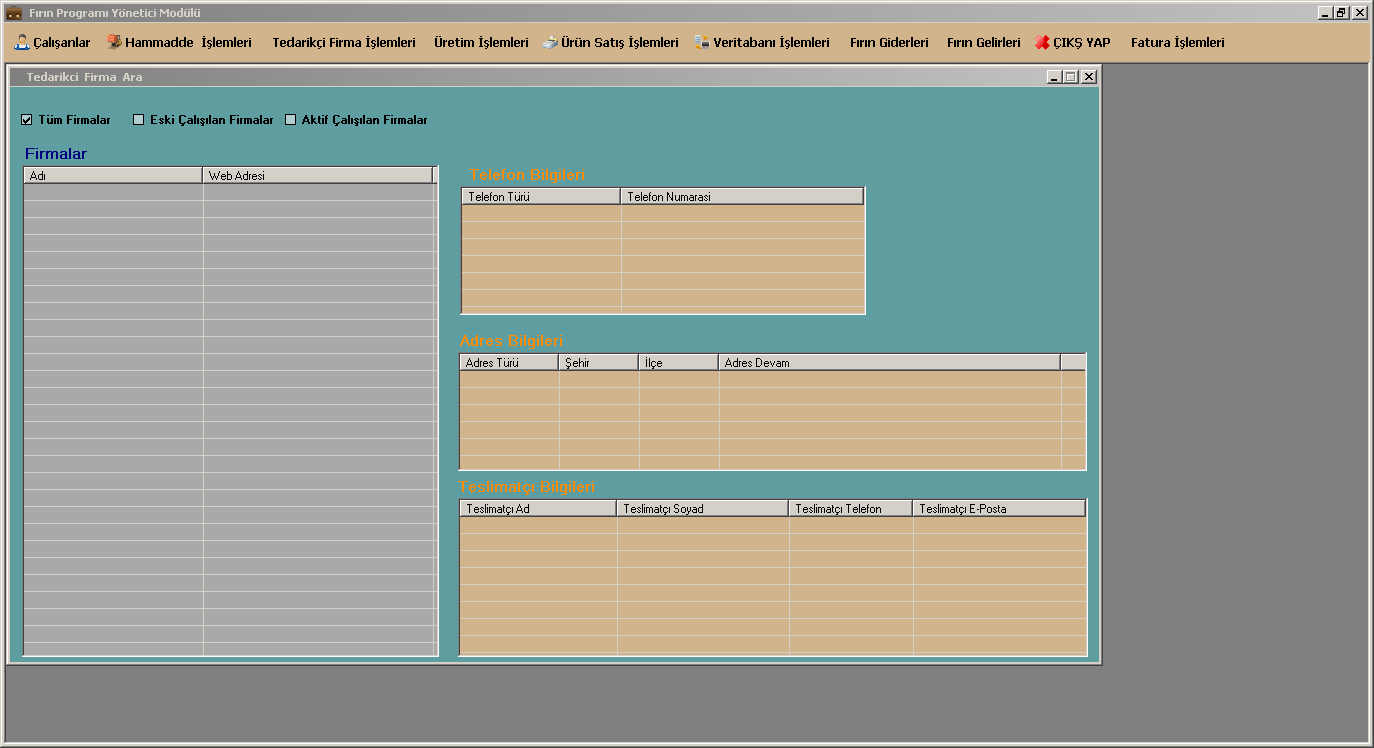 Fırın Programı Yönetici Modülü
Çalışanlar Hammadde İşlemleri Tedarikçi Firma İşlemleri Üretim İşlemleri Ürün Satış İşlemleri Veritabanı İşlemleri Fırın Giderleri Fırın Gelirleri ÇIKŞ YAP Fatura İşlemleri
Tedarikci Firma Ara
Tüm Firmalar Eski Çalışılan Firmalar Aktif Çalışılan Firmalar
Firmalar
Adı Web Adresi
Telefon Bilgileri
Telefon Türü Telefon Numarasi
Adres Bilgileri
Adres Türü Şehir İlçe Adres Devam
Teslimatçı Bilgileri
Teslimatçı Ad Teslimatçı Soyad Teslimatçı Telefon Teslimatçı E-Posta